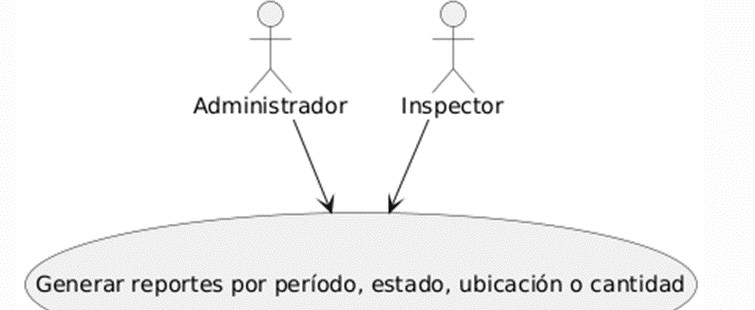 Administrador Inspector
Generar reportes por período, estado, ubicación o cantidad